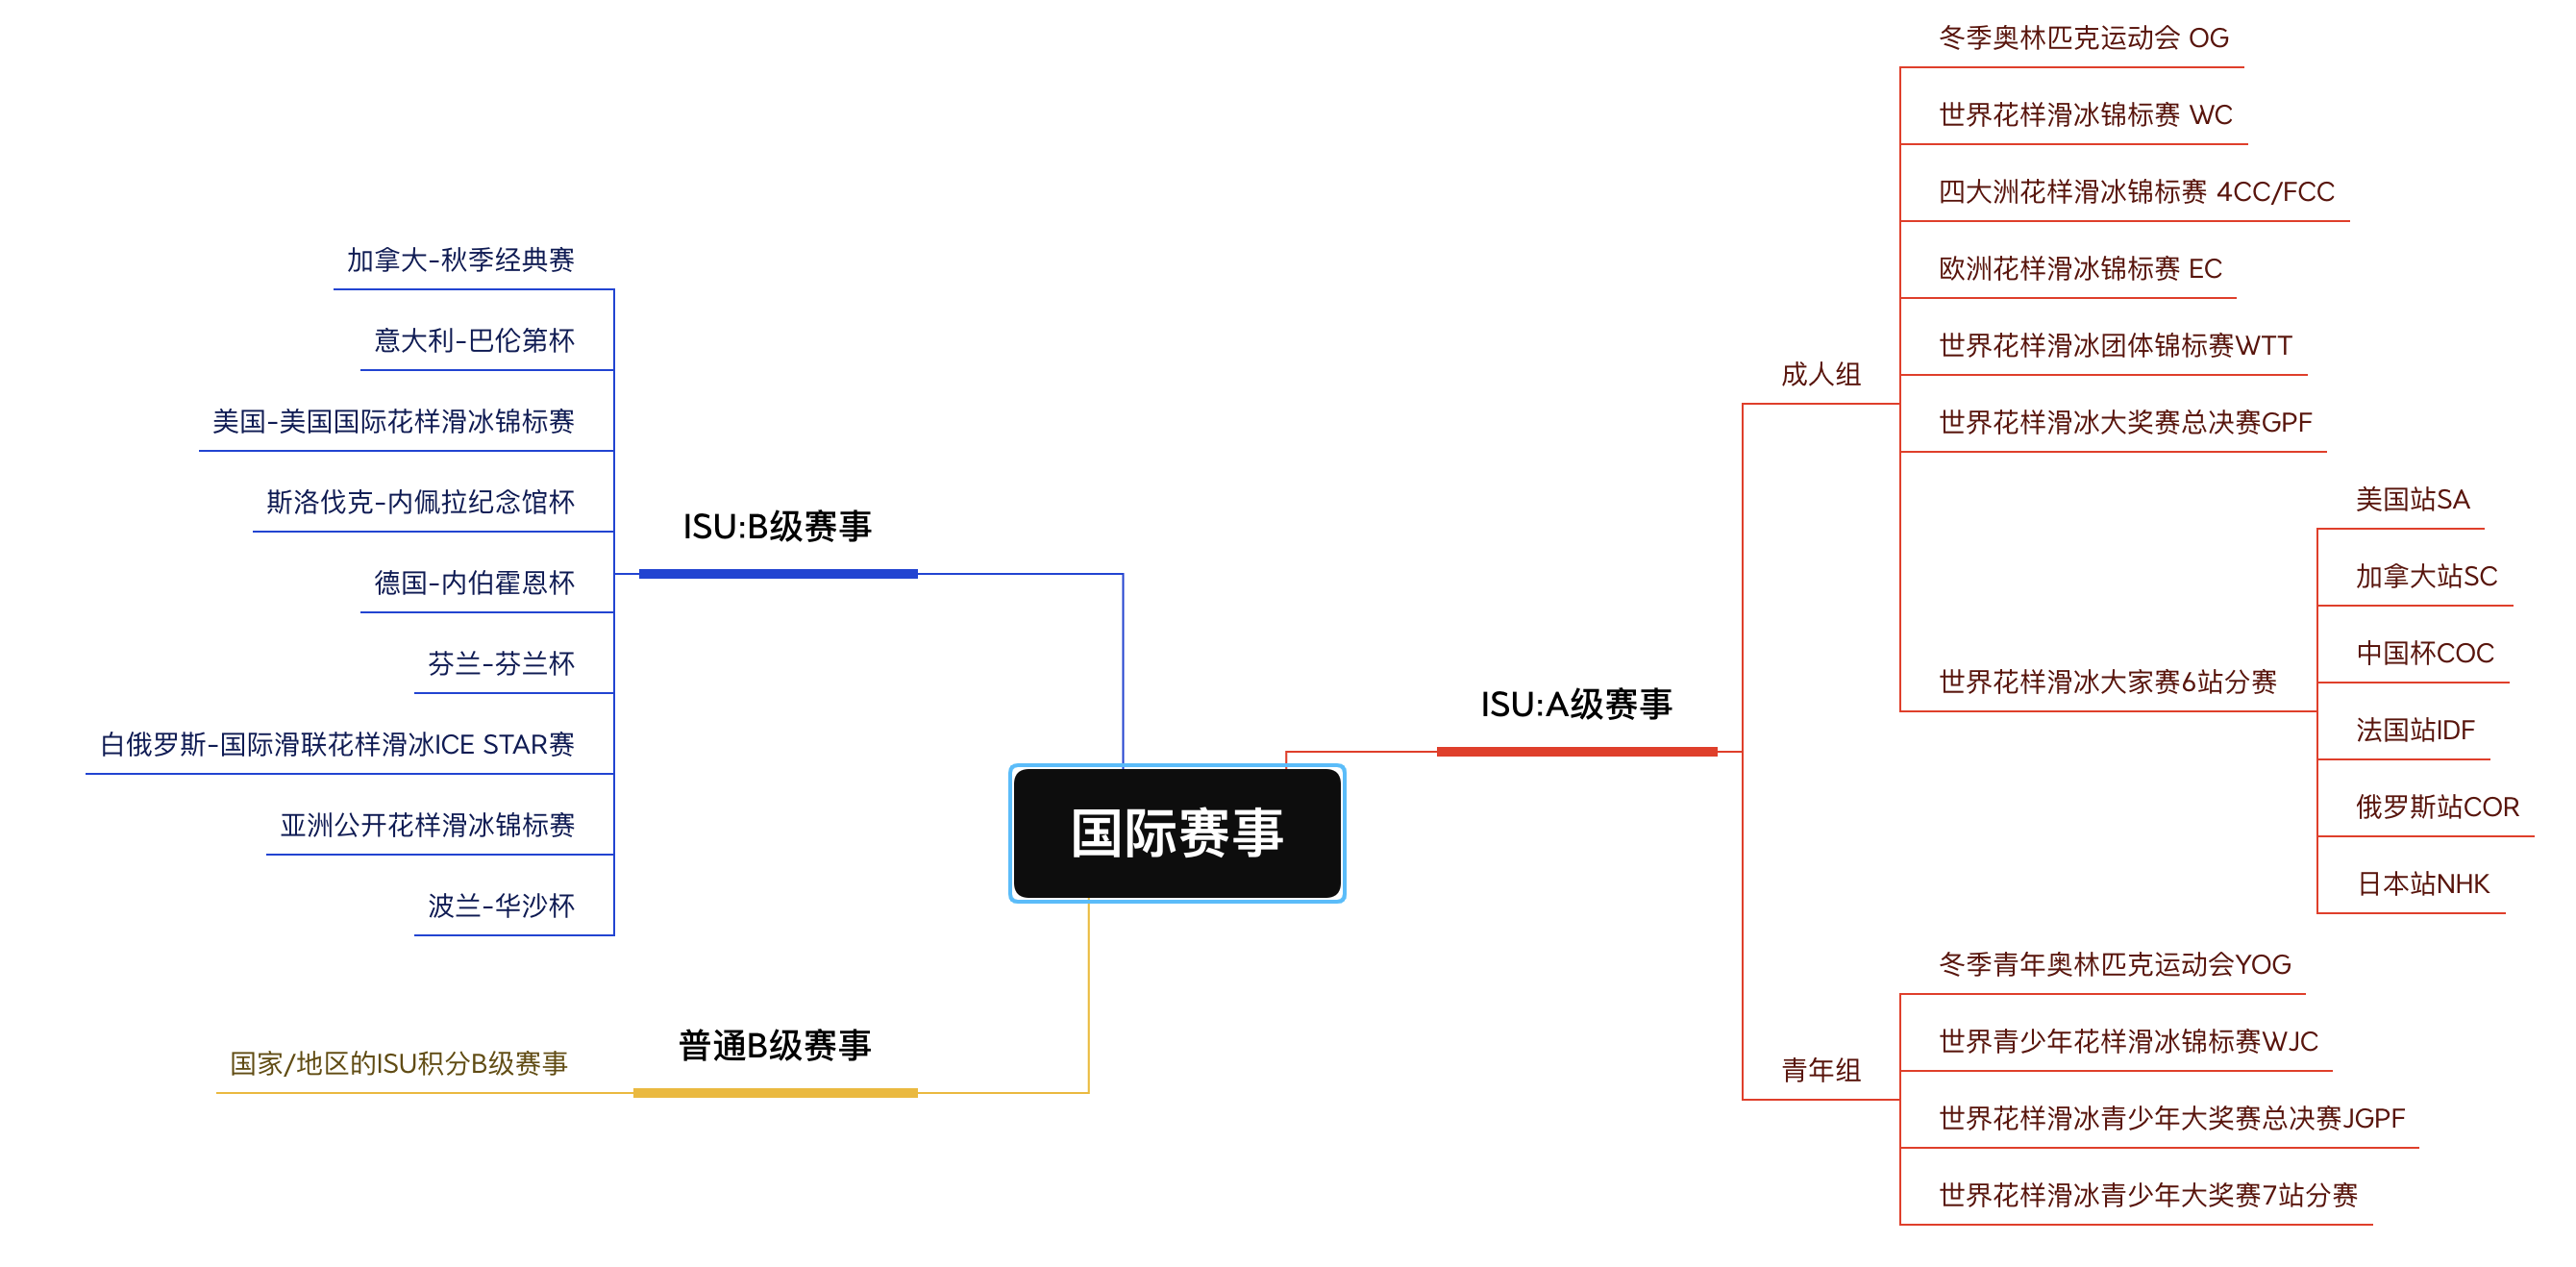 国际赛事
ISU:A级赛事
成人组
冬季奥林匹克运动会 OG
世界花样滑冰锦标赛 WC
四大洲花样滑冰锦标赛 4CC/FCC
欧洲花样滑冰锦标赛 EC
世界花样滑冰团体锦标赛WTT
世界花样滑冰大奖赛总决赛GPF
世界花样滑冰大家赛6站分赛
美国站SA
加拿大站SC
中国杯COC
法国站IDF
俄罗斯站COR
日本站NHK
青年组
冬季青年奥林匹克运动会YOG
世界青少年花样滑冰锦标赛WJC
世界花样滑冰青少年大奖赛总决赛JGPF
世界花样滑冰青少年大奖赛7站分赛
ISU:B级赛事
加拿大-秋季经典赛
意大利-巴伦第杯
美国-美国国际花样滑冰锦标赛
斯洛伐克-内佩拉纪念馆杯
德国-内伯霍恩杯
芬兰-芬兰杯
白俄罗斯-国际滑联花样滑冰ICE STAR赛
亚洲公开花样滑冰锦标赛
波兰-华沙杯
普通B级赛事
国家/地区的ISU积分B级赛事